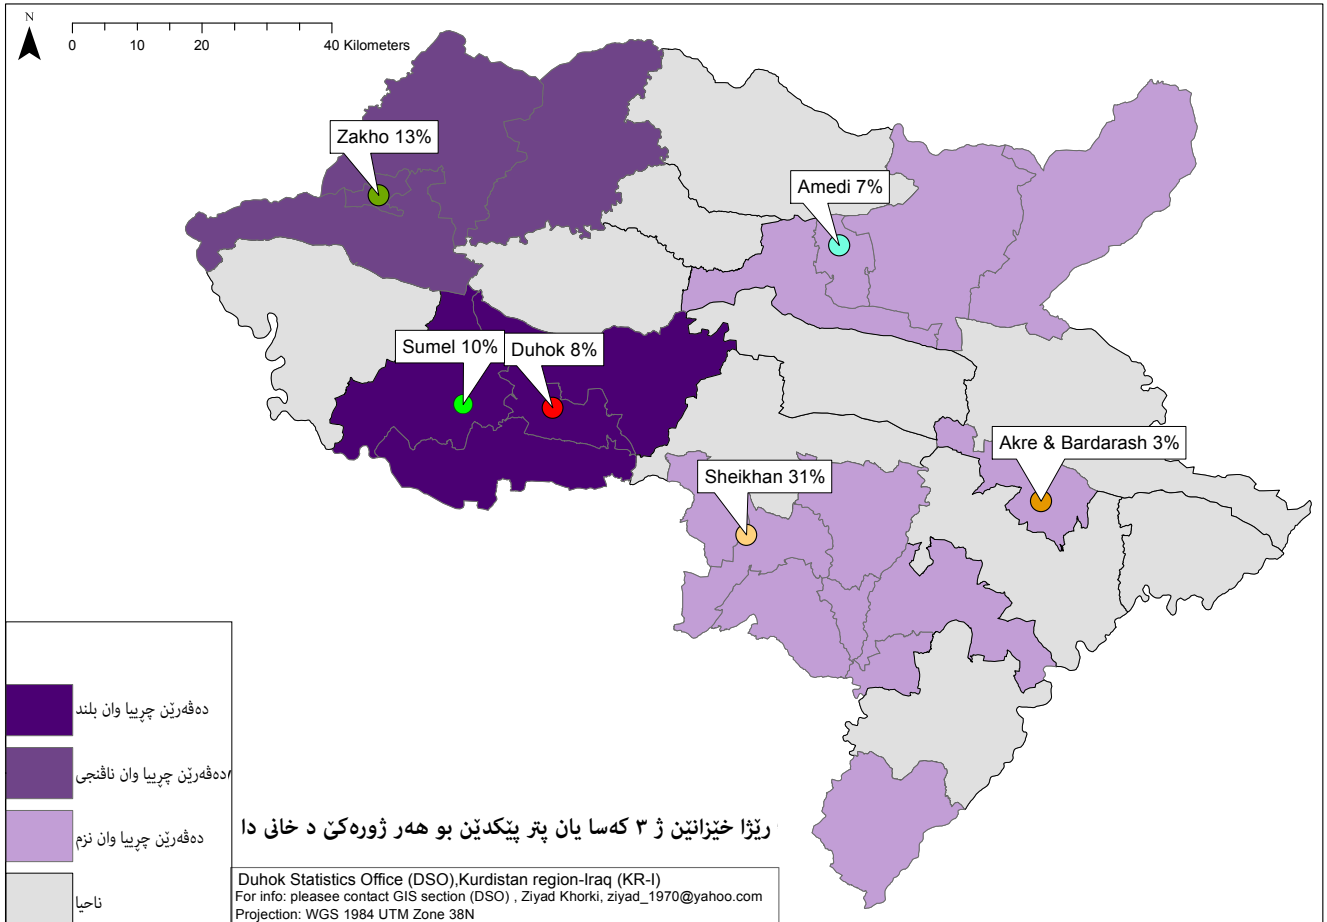 N
0 10 20 40 Kilometers
Zakho 13%
Amedi 7%
Sumel 10%
Duhok 8%
Akre & Bardarash 3%
Sheikhan 31%
دەڤەرێن چڕییا وان بلند
دەڤەرێن چڕییا وان ناڤنجی
دەڤەرێن چڕییا وان نزم
ناحیا
رێژا خێزانێن ژ ٣ کەسا یان پتر پێکدێن بو هەر ژورەکێ د خانی دا
Duhok Statistics Office (DSO),Kurdistan region-Iraq (KR-I)
For info: pleasee contact GIS section (DSO) , Ziyad Khorki, ziyad_1970@yahoo.com
Projection: WGS 1984 UTM Zone 38N